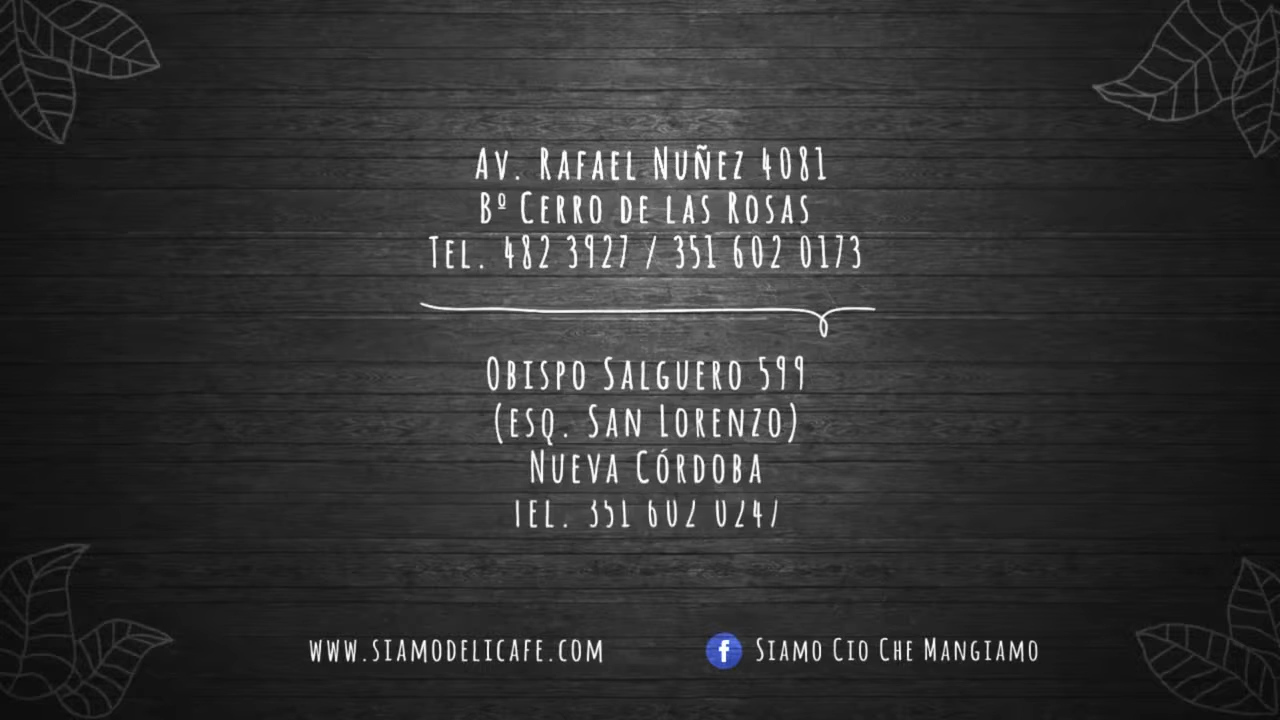 Av. Rafael Nuñez 4081
Bº Cerro de las Rosas
Tel. 482 3927 / 351 602 0173
Obispo Salguero 599
(esq. San Lorenzo)
Nueva Córdoba
Tel. 351 602 0247
www.siamodelicafe.com
Siamo Cio Che Mangiamo